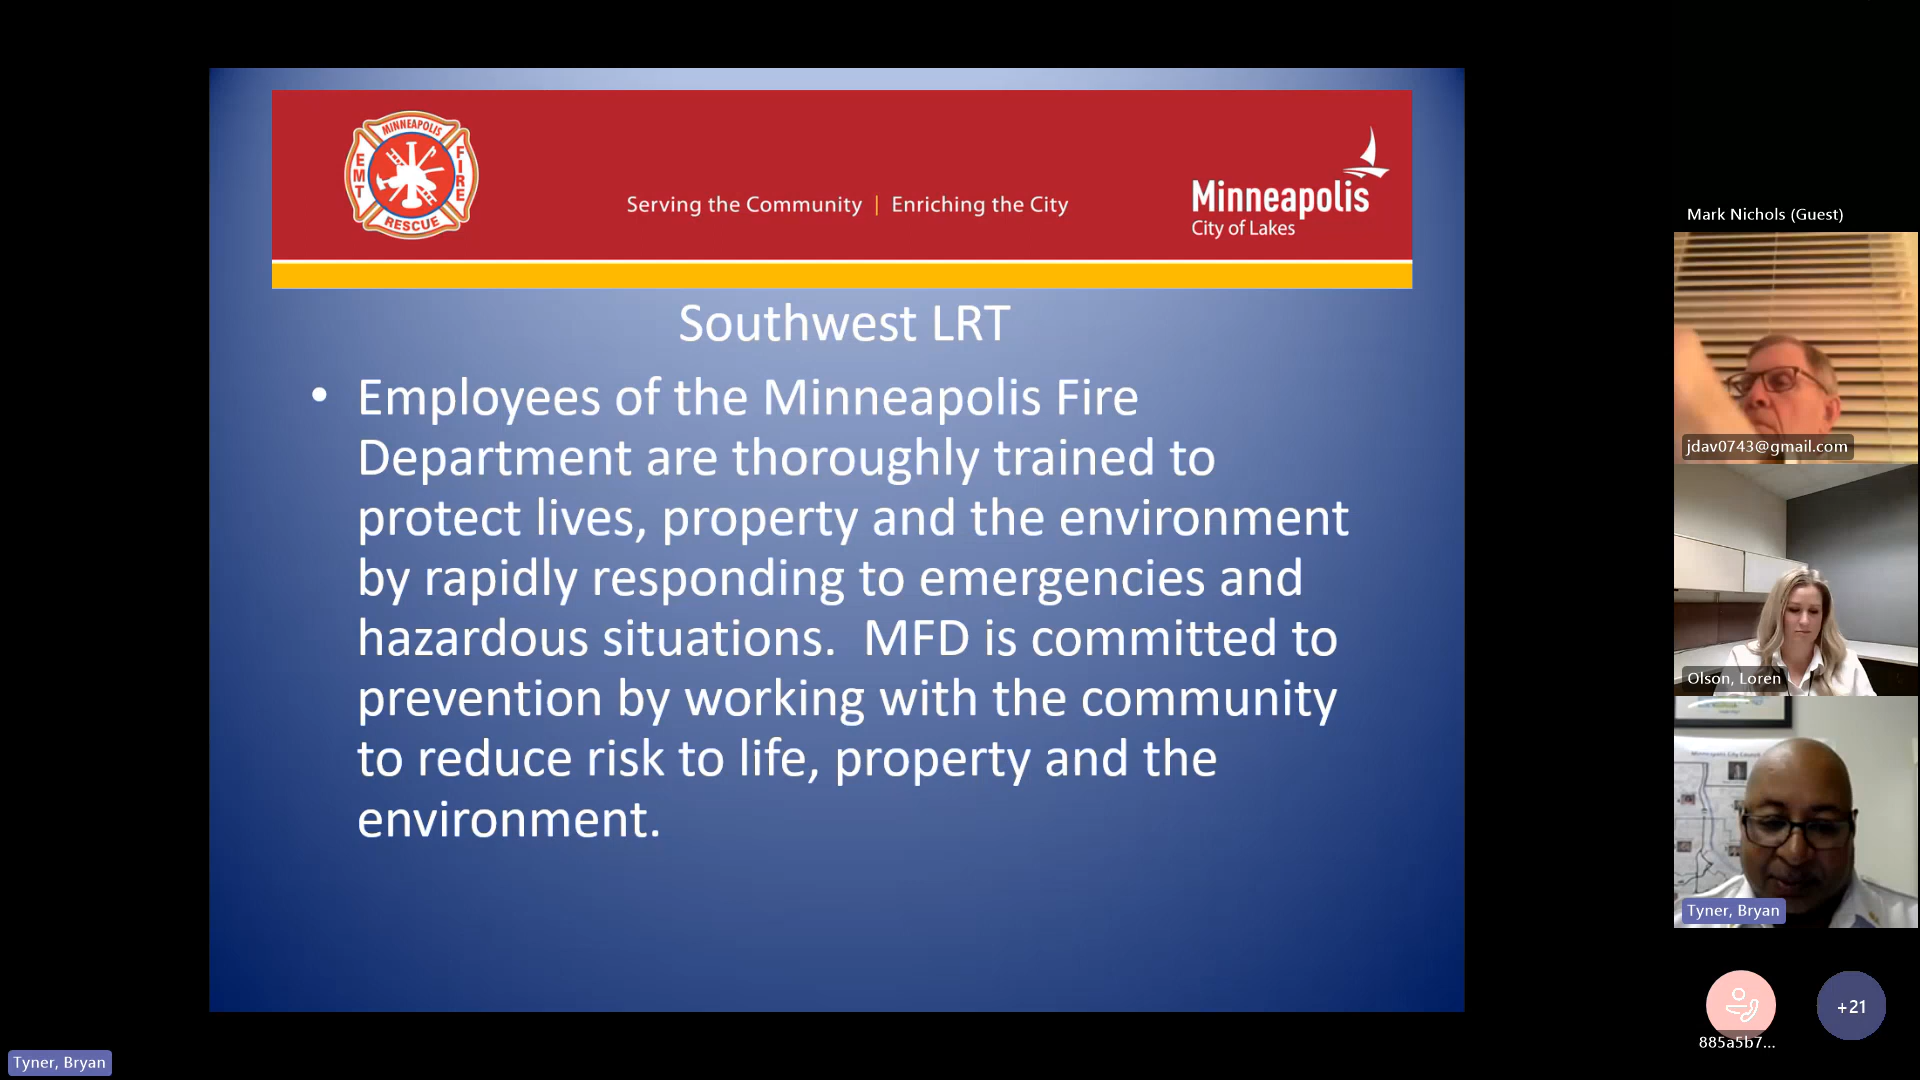 MINNEAPOLIS
EMT
FIRE
RESCUE
Serving the Community | Enriching the City
Minneapolis
City of Lakes
Southwest LRT
• Employees of the Minneapolis Fire
Department are thoroughly trained to
protect lives, property and the environment
by rapidly responding to emergencies and
hazardous situations.  MFD is committed to
prevention by working with the community
to reduce risk to life, property and the
environment.
Mark Nichols (Guest)
jdav0743@gmail.com
Olson, Loren
Minneapolis City Council
Tyner, Bryan
885a5b7...
+21
Tyner, Bryan